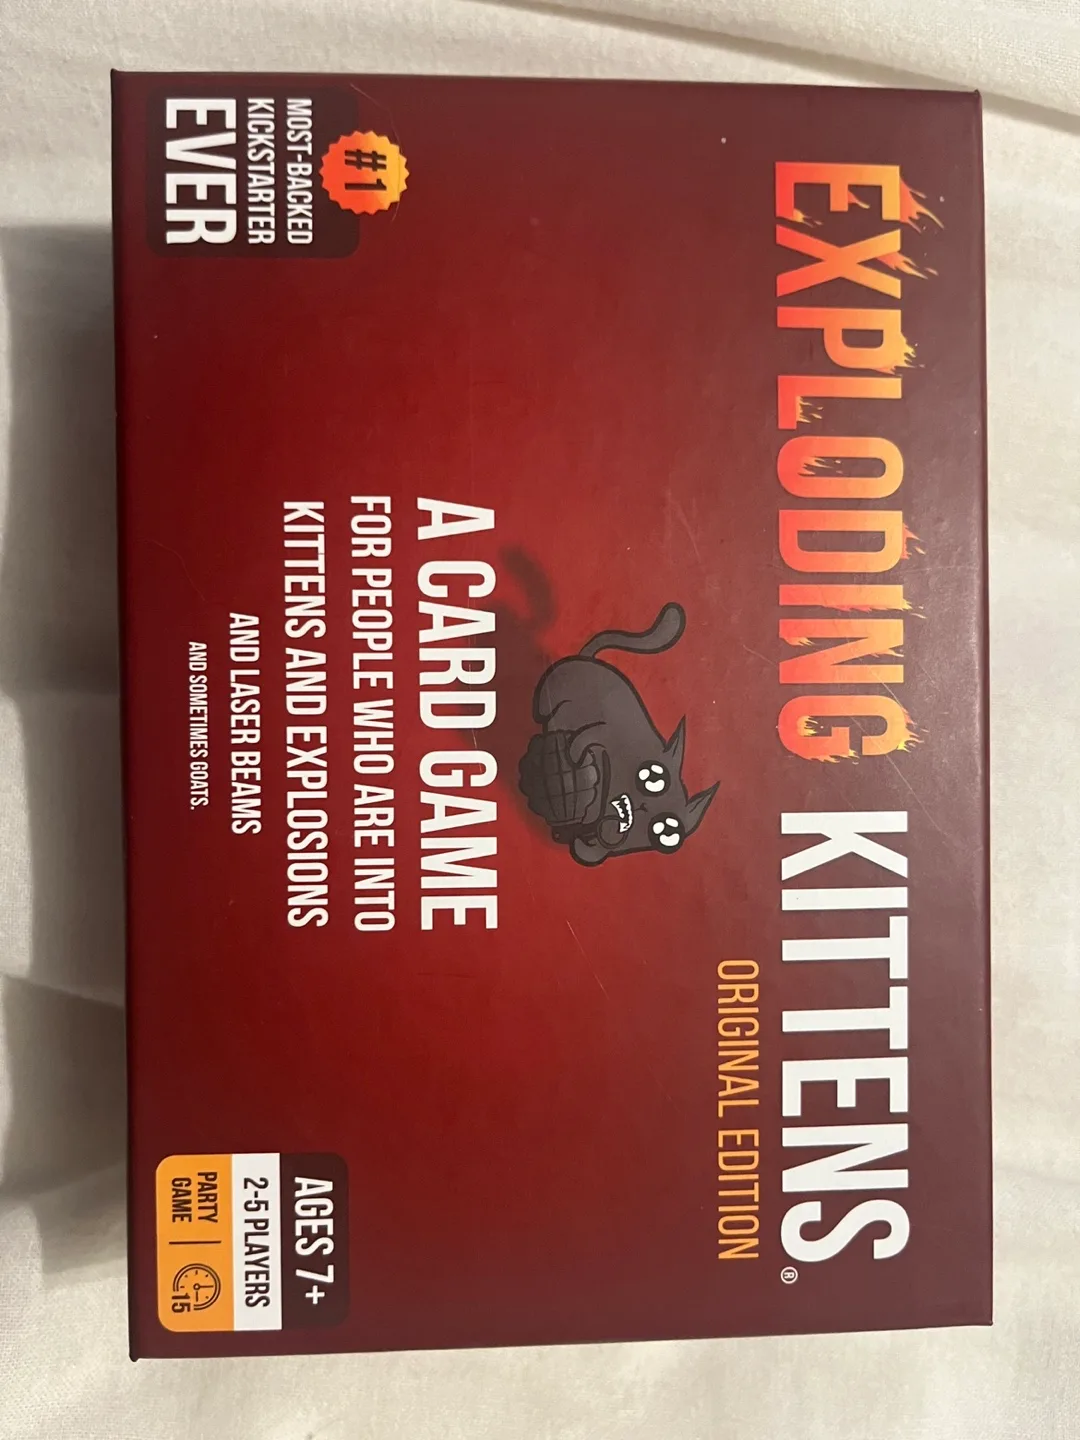 EXPLODING KITTENS®
ORIGINAL EDITION
A CARD GAME
FOR PEOPLE WHO ARE INTO
KITTENS AND EXPLOSIONS
AND LASER BEAMS
AND SOMETIMES GOATS.
#1
MOST-BACKED
KICKSTARTER
EVER
AGES 7+
2-5 PLAYERS
PARTY
GAME
15